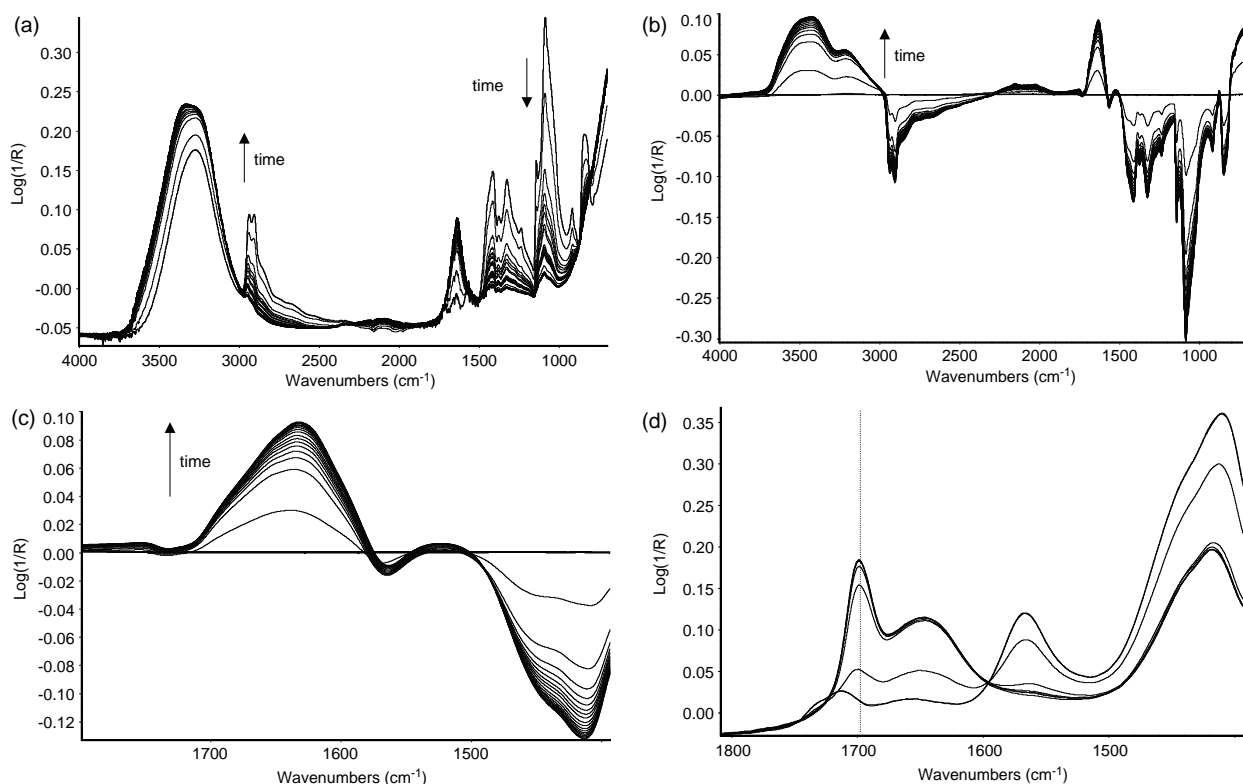 (a)
Log(1/R)
0.30
0.25
0.20
0.15
0.10
0.05
-0.00
-0.05
time
time
4000 3500 3000 2500 2000 1500 1000
Wavenumbers (cm-1)
(b)
Log(1/R)
0.10
0.05
0.00
-0.05
-0.10
-0.15
-0.20
-0.25
-0.30
time
4000 3500 3000 2500 2000 1500 1000
Wavenumbers (cm-1)
(c)
Log(1/R)
0.10
0.08
0.06
0.04
0.02
0.00
-0.02
-0.04
-0.06
-0.08
-0.10
-0.12
time
1700 1600 1500
Wavenumbers (cm-1)
(d)
Log(1/R)
0.35
0.30
0.25
0.20
0.15
0.10
0.05
0.00
1800 1700 1600 1500
Wavenumbers (cm-1)